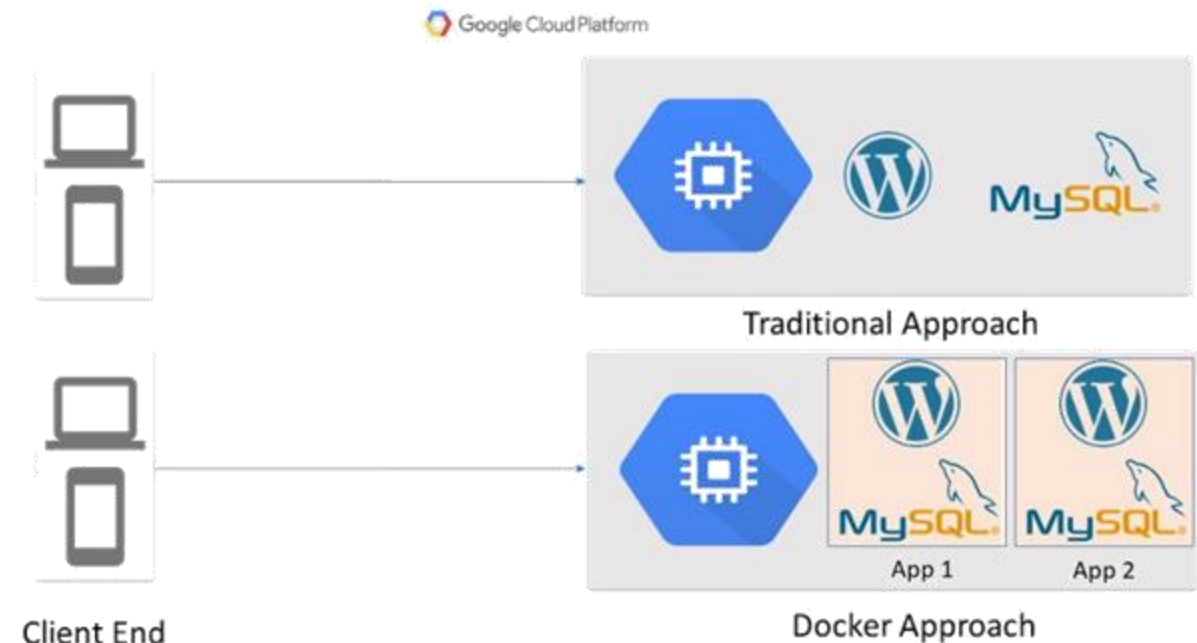 Google Cloud Platform
W
MySQL®
Traditional Approach
W
W
MySQL®
MySQL®
App 1
App 2
Client End
Docker Approach